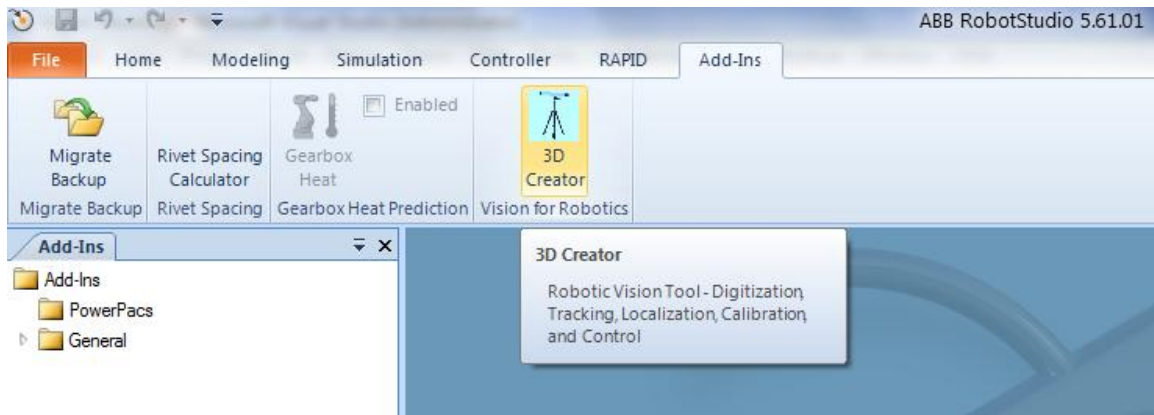 ABB RobotStudio 5.61.01
File Home Modeling Simulation Controller RAPID Add-Ins
Migrate
Backup
Migrate Backup
Rivet Spacing
Calculator
Rivet Spacing
Enabled
Gearbox
Heat
Gearbox Heat Prediction
3D
Creator
Vision for Robotics
Add-Ins
Add-Ins
PowerPacs
General
3D Creator
Robotic Vision Tool - Digitization,
Tracking, Localization, Calibration,
and Control